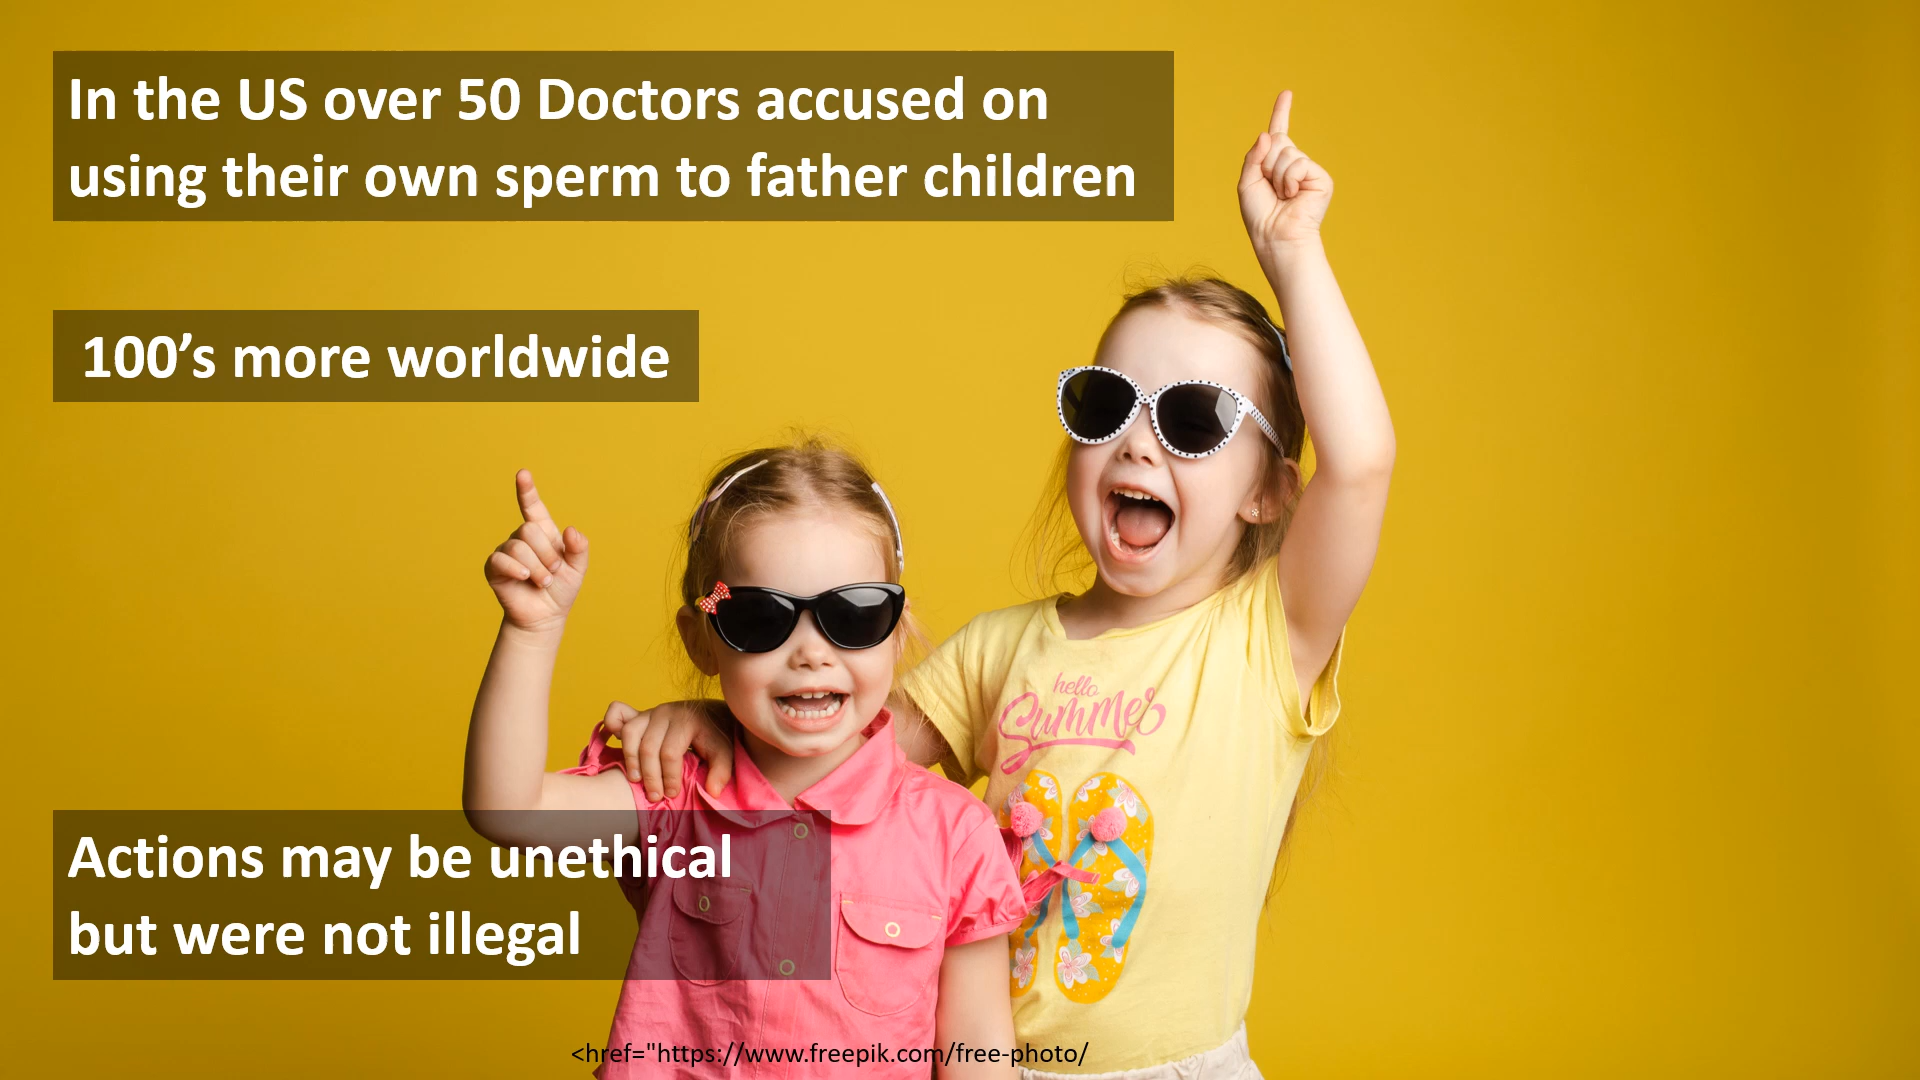 In the US over 50 Doctors accused on
using their own sperm to father children
100’s more worldwide
hello
Summer
Actions may be unethical
but were not illegal
<href="https://www.freepik.com/free-photo/